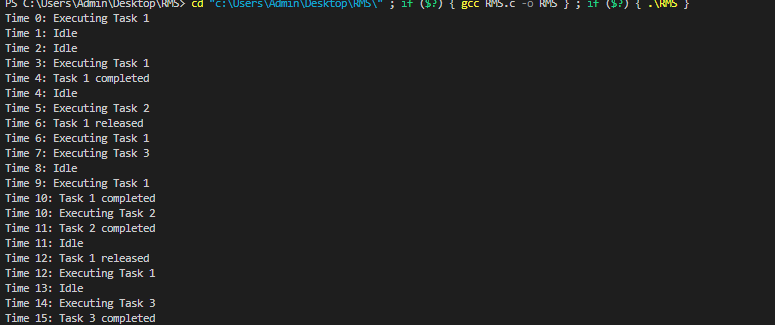 PS C:\Users\Admin\Desktop\RMS> cd "c:\Users\Admin\Desktop\RMS\" ; if ($?) { gcc RMS.c -o RMS } ; if ($?) { .\RMS }
Time 0: Executing Task 1
Time 1: Idle
Time 2: Idle
Time 3: Executing Task 1
Time 4: Task 1 completed
Time 4: Idle
Time 5: Executing Task 2
Time 6: Task 1 released
Time 6: Executing Task 1
Time 7: Executing Task 3
Time 8: Idle
Time 9: Executing Task 1
Time 10: Task 1 completed
Time 10: Executing Task 2
Time 11: Task 2 completed
Time 11: Idle
Time 12: Task 1 released
Time 12: Executing Task 1
Time 13: Idle
Time 14: Executing Task 3
Time 15: Task 3 completed